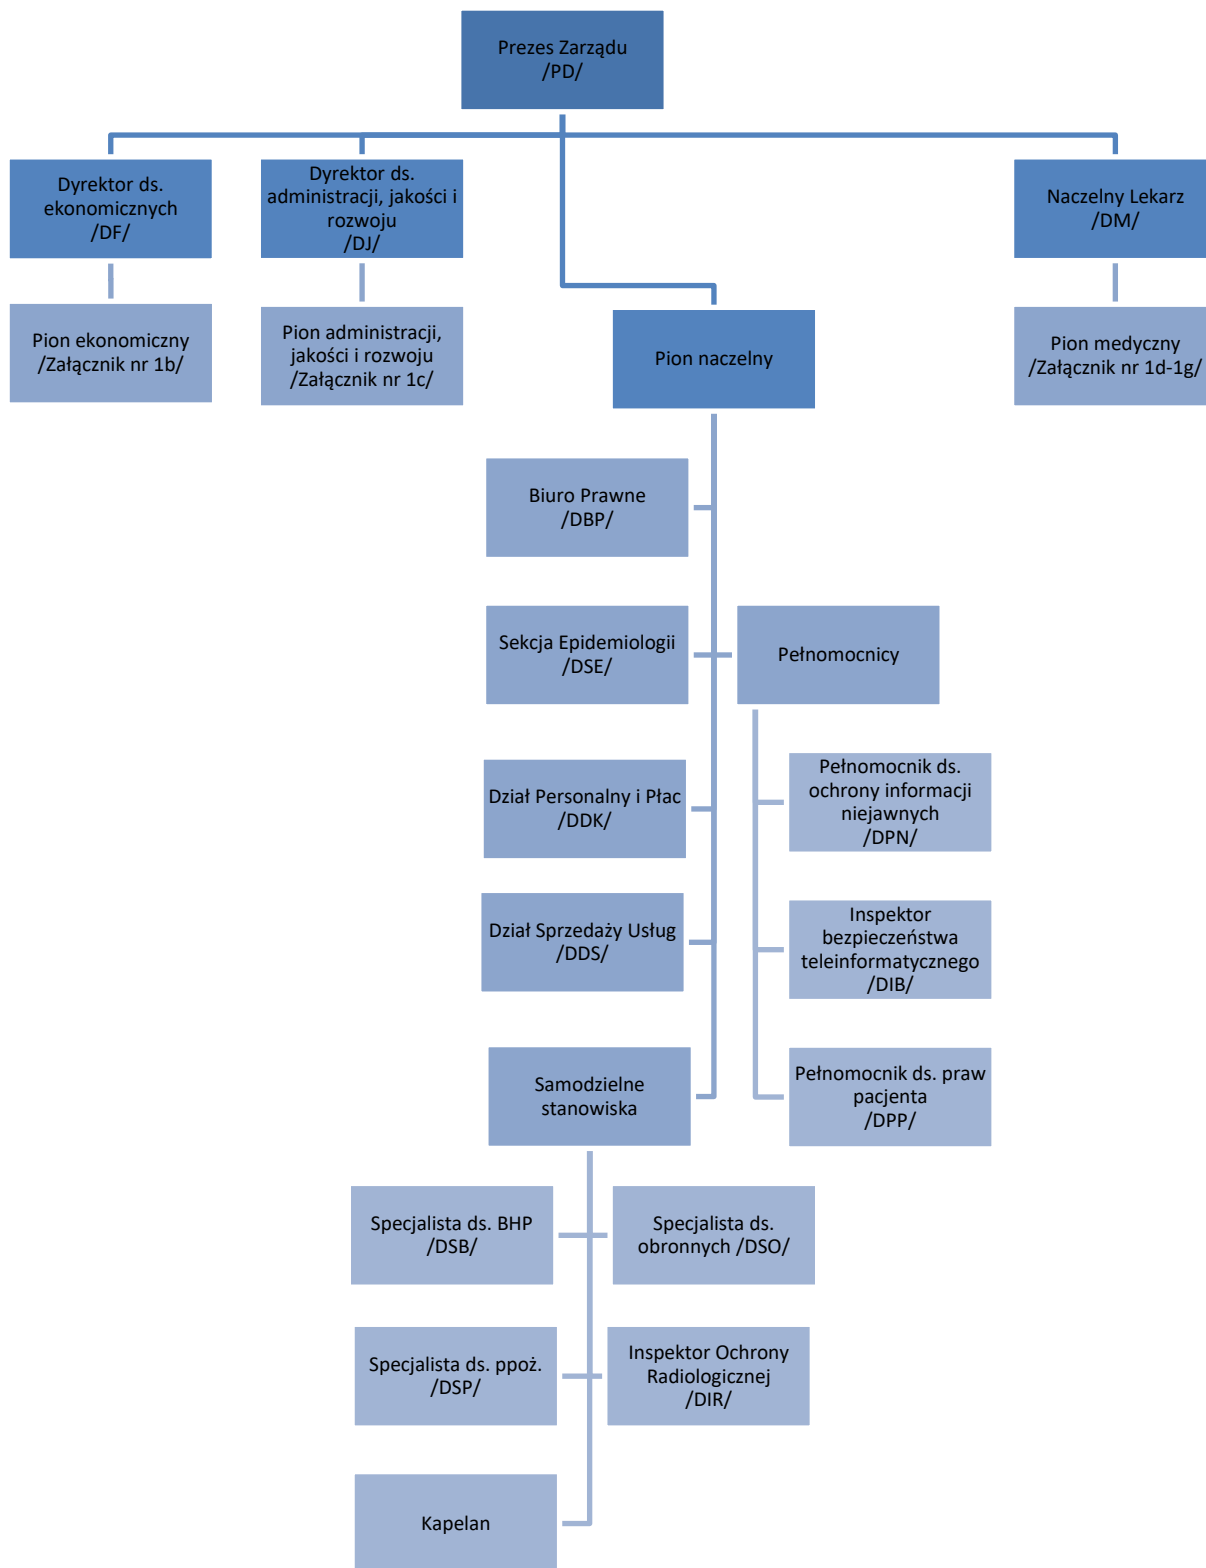 Prezes Zarządu
/PD/
Dyrektor ds.
ekonomicznych
/DF/
Dyrektor ds.
administracji, jakości i
rozwoju
/DJ/
Naczelny Lekarz
/DM/
Pion ekonomiczny
/Załącznik nr 1b/
Pion administracji,
jakości i rozwoju
/Załącznik nr 1c/
Pion naczelny
Pion medyczny
/Załącznik nr 1d-1g/
Biuro Prawne
/DBP/
Sekcja Epidemiologii
/DSE/
Pełnomocnicy
Dział Personalny i Płac
/DDK/
Pełnomocnik ds.
ochrony informacji
niejawnych
/DPN/
Dział Sprzedaży Usług
/DDS/
Inspektor
bezpieczeństwa
teleinformatycznego
/DIB/
Samodzielne
stanowiska
Pełnomocnik ds. praw
pacjenta
/DPP/
Specjalista ds. BHP
/DSB/
Specjalista ds.
obronnych /DSO/
Specjalista ds. ppoż.
/DSP/
Inspektor Ochrony
Radiologicznej
/DIR/
Kapelan